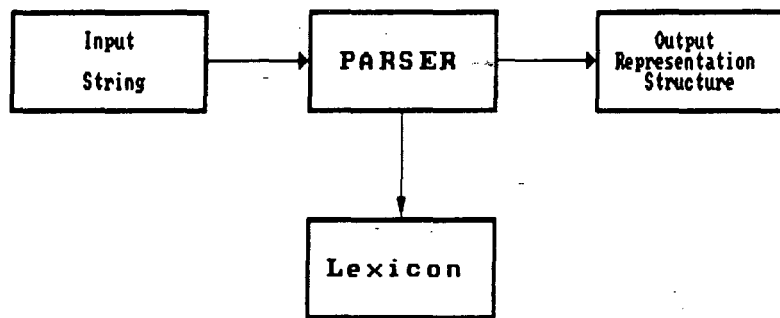 Input
String
PARSER
Output
Representation
Structure
Lexicon